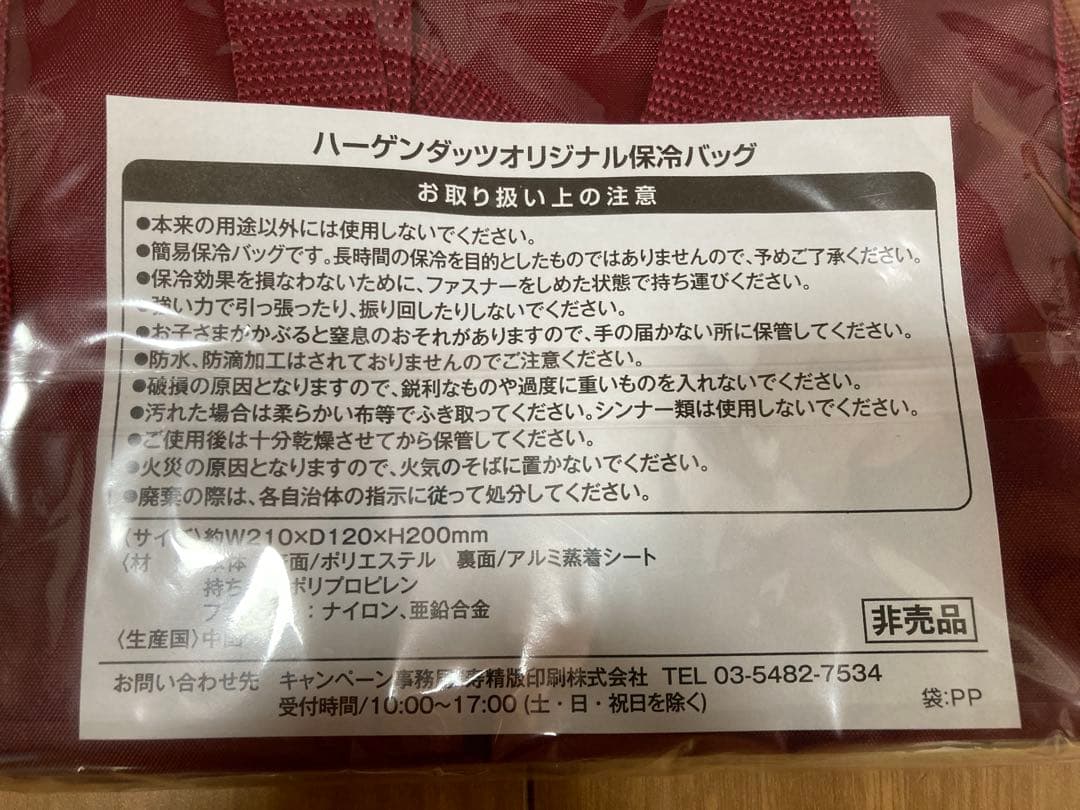 ハーゲンダッツオリジナル保冷バッグ
お取り扱い上の注意
●本来の用途以外には使用しないでください。
●簡易保冷バッグです。長時間の保冷を目的としたものではありませんので、予めご了承ください。
●保冷効果を損なわないために、ファスナーをしめた状態で持ち運びください。
●強い力で引っ張ったり、振り回したりしないでください。
●お子さまがかぶると窒息のおそれがありますので、手の届かない所に保管してください。
●防水、防滴加工はされておりませんのでご注意ください。
●破損の原因となりますので、鋭利なものや過度に重いものを入れないでください。
●汚れた場合は柔らかい布等でふき取ってください。シンナー類は使用しないでください。
●ご使用後は十分乾燥させてから保管してください。
●火災の原因となりますので、火気のそばに置かないでください。
●廃棄の際は、各自治体の指示に従って処分してください。
〈サイズ〉約W210×D120×H200mm
〈材 体 面/ポリエステル 裏面/アルミ蒸着シート
持ち ポリプロピレン
フ : ナイロン、亜鉛合金
〈生産国〉中国
非売品
お問い合わせ先 キャンペーン事務局/寿精版印刷株式会社 TEL 03-5482-7534
受付時間/10:00〜17:00 (土・日・祝日を除く)
袋:PP